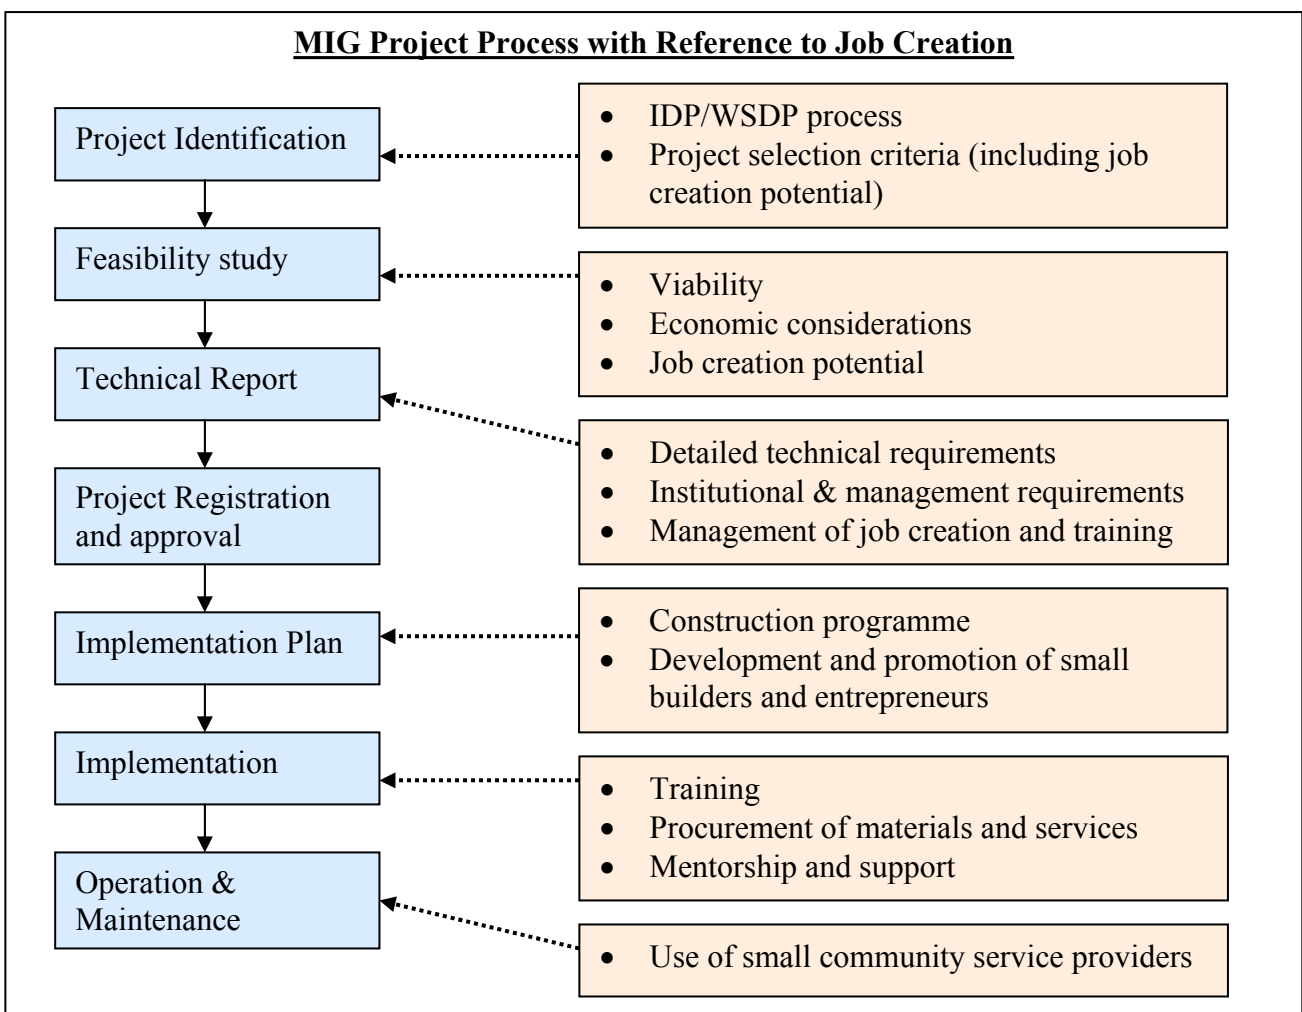 MIG Project Process with Reference to Job Creation
Project Identification
• IDP/WSDP process
• Project selection criteria (including job
creation potential)
Feasibility study
• Viability
• Economic considerations
• Job creation potential
Technical Report
• Detailed technical requirements
• Institutional & management requirements
• Management of job creation and training
Project Registration
and approval
Implementation Plan
• Construction programme
• Development and promotion of small
builders and entrepreneurs
Implementation
• Training
• Procurement of materials and services
• Mentorship and support
Operation &
Maintenance
• Use of small community service providers